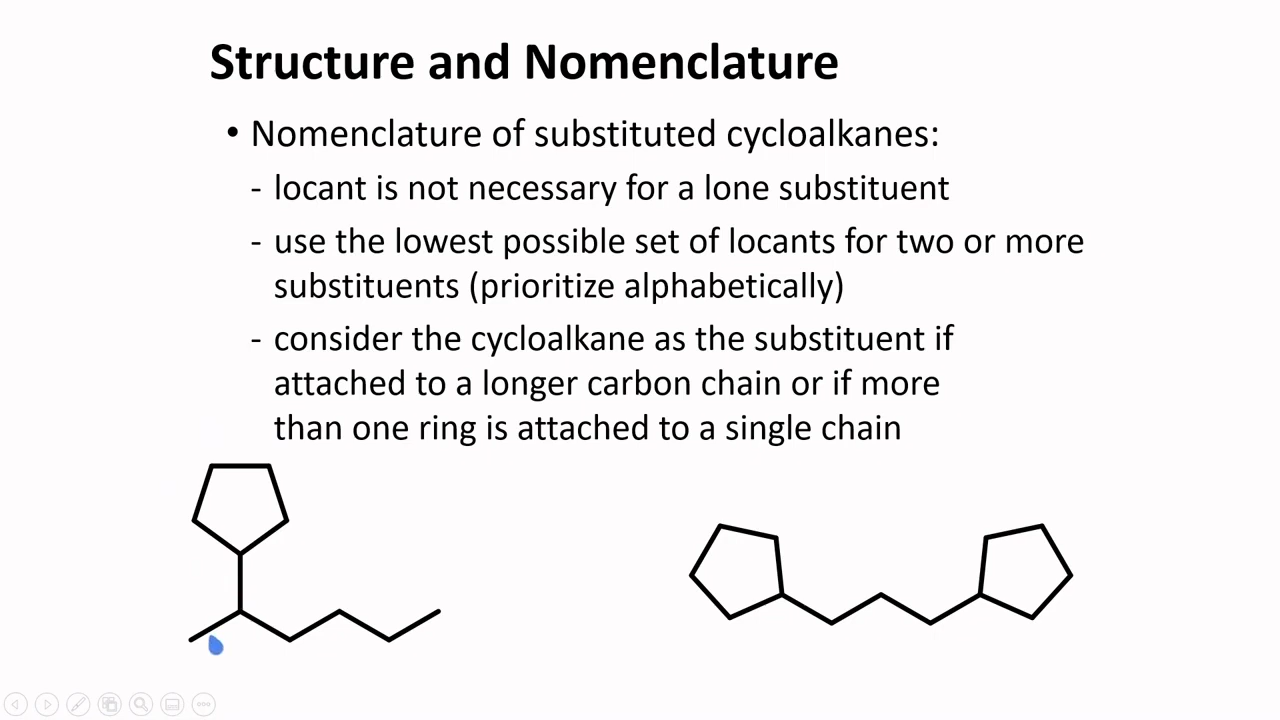 Structure and Nomenclature
• Nomenclature of substituted cycloalkanes:
- locant is not necessary for a lone substituent
- use the lowest possible set of locants for two or more
substituents (prioritize alphabetically)
- consider the cycloalkane as the substituent if
attached to a longer carbon chain or if more
than one ring is attached to a single chain